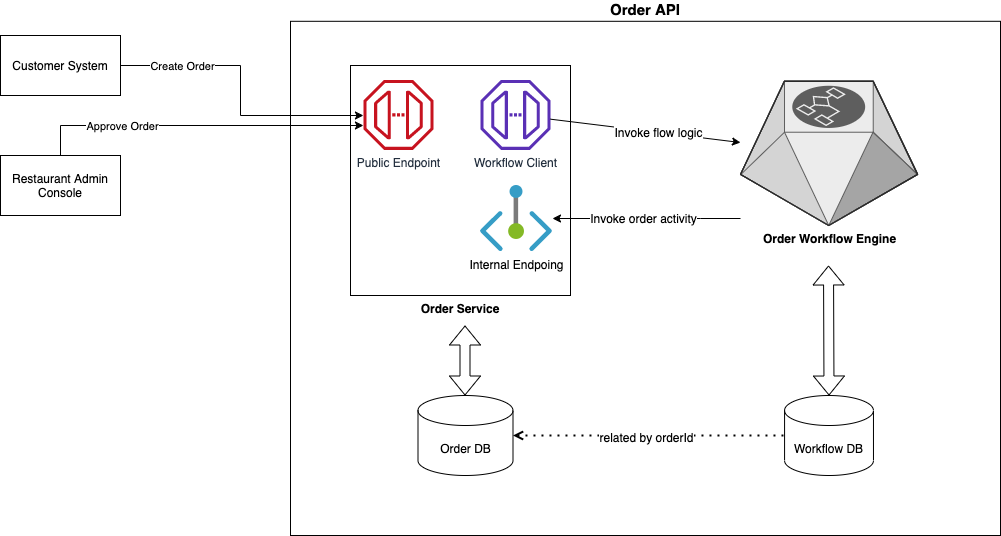 Order API
Customer System
Create Order
Approve Order
Restaurant Admin
Console
Public Endpoint
Workflow Client
Invoke flow logic
Invoke order activity
Internal Endpoing
Order Workflow Engine
Order Service
Order DB
related by orderId
Workflow DB